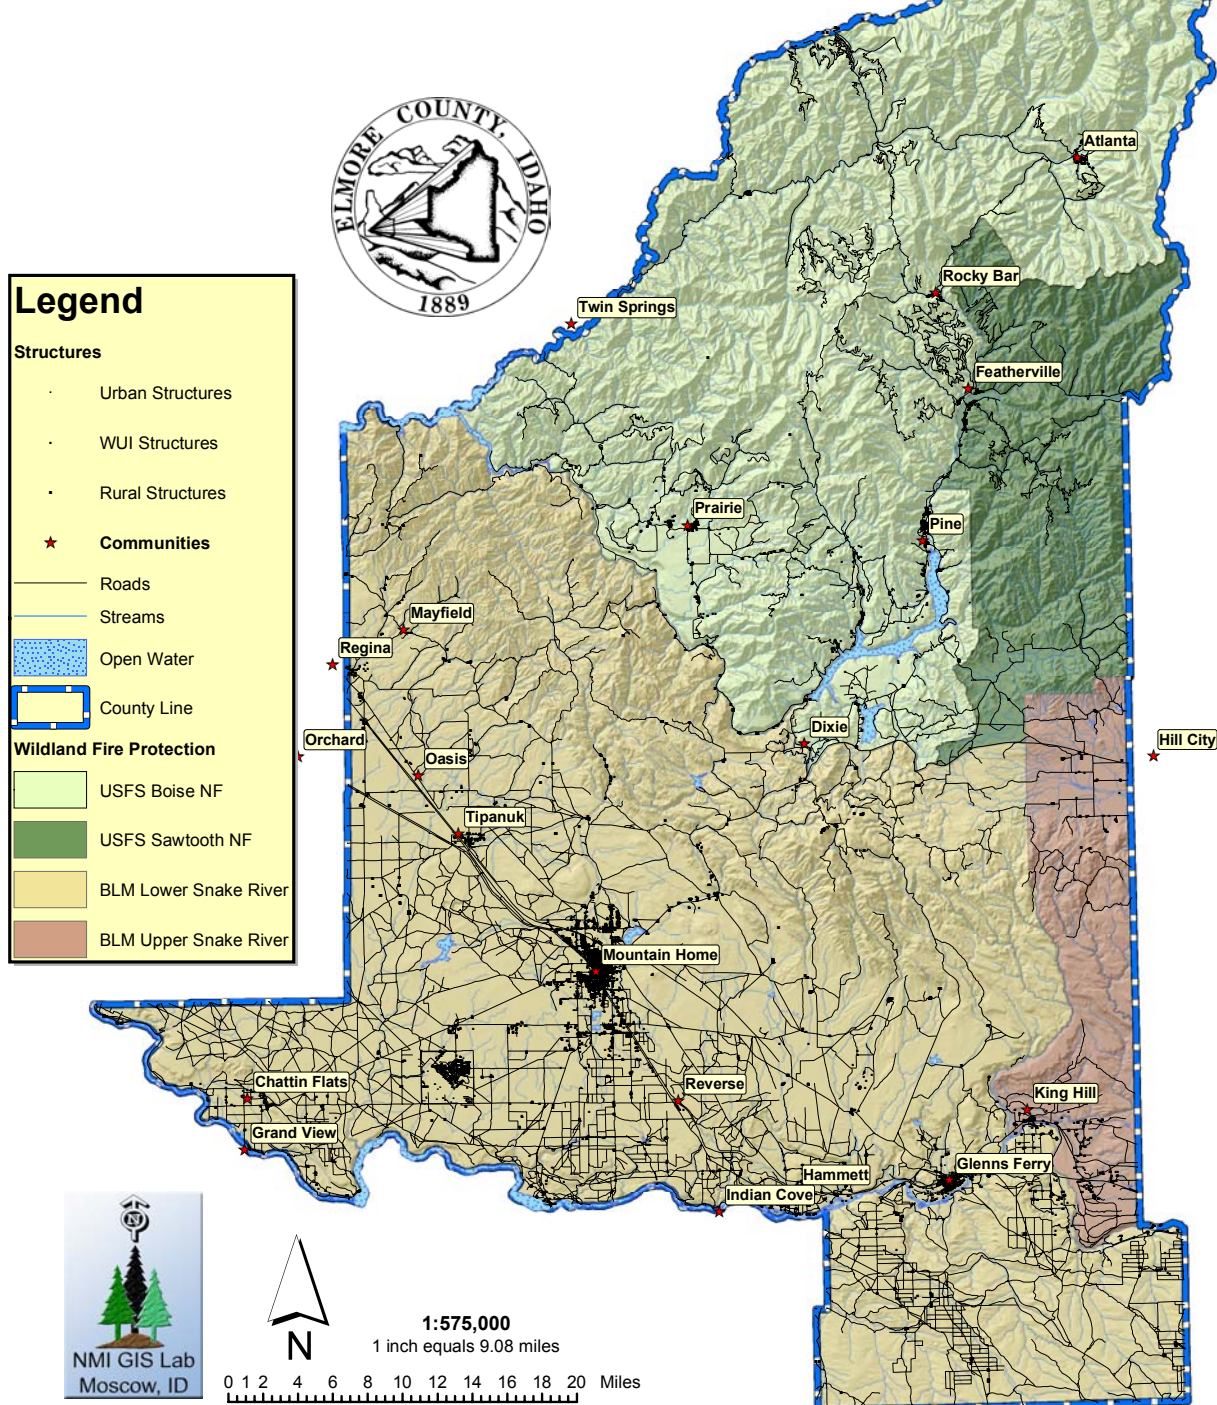 ELMORE COUNTY, IDAHO
1889
Atlanta
Rocky Bar
Twin Springs
Featherville
Prairie
Pine
Mayfield
Regina
Dixie
Orchard
Hill City
Oasis
Tipanuk
Mountain Home
Chattin Flats
Reverse
King Hill
Grand View
Glenns Ferry
Hammett
Indian Cove
Legend
Structures
Urban Structures
WUI Structures
Rural Structures
Communities
Roads
Streams
Open Water
County Line
Wildland Fire Protection
USFS Boise NF
USFS Sawtooth NF
BLM Lower Snake River
BLM Upper Snake River
N
NMI GIS Lab
Moscow, ID
N
1:575,000
1 inch equals 9.08 miles
0 1 2 4 6 8 10 12 14 16 18 20 Miles